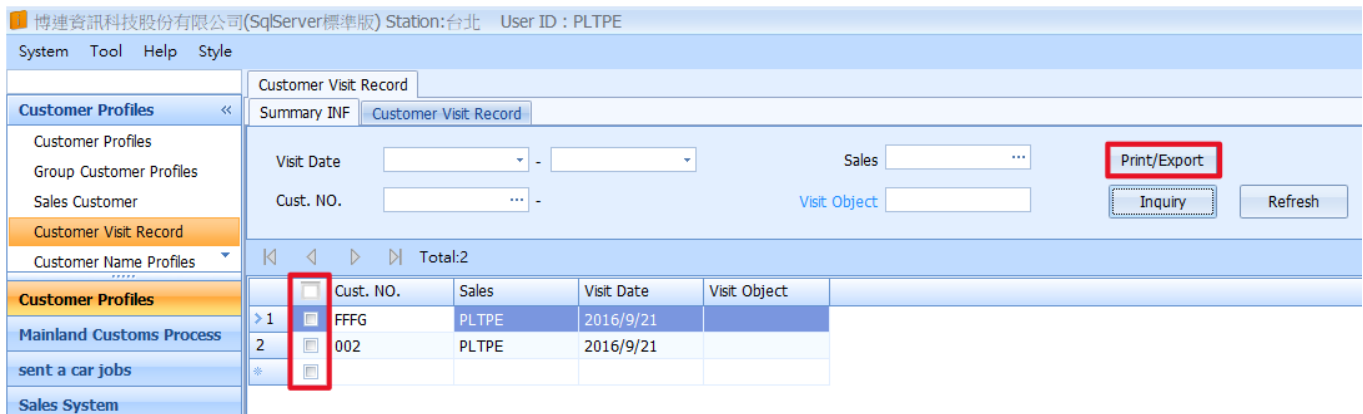 博連資訊科技股份有限公司(SqlServer標準版) Station:台北 User ID : PLTPE
System Tool Help Style
Customer Visit Record
Customer Profiles «
Summary INF Customer Visit Record
Customer Profiles
Group Customer Profiles
Sales Customer
Customer Visit Record
Customer Name Profiles
Customer Profiles
Mainland Customs Process
sent a car jobs
Sales System
Visit Date - Sales ... Print/Export
Cust. NO. ... - Visit Object Inquiry Refresh
Total:2
Cust. NO. Sales Visit Date Visit Object
1 FFFG PLTPE 2016/9/21
2 002 PLTPE 2016/9/21